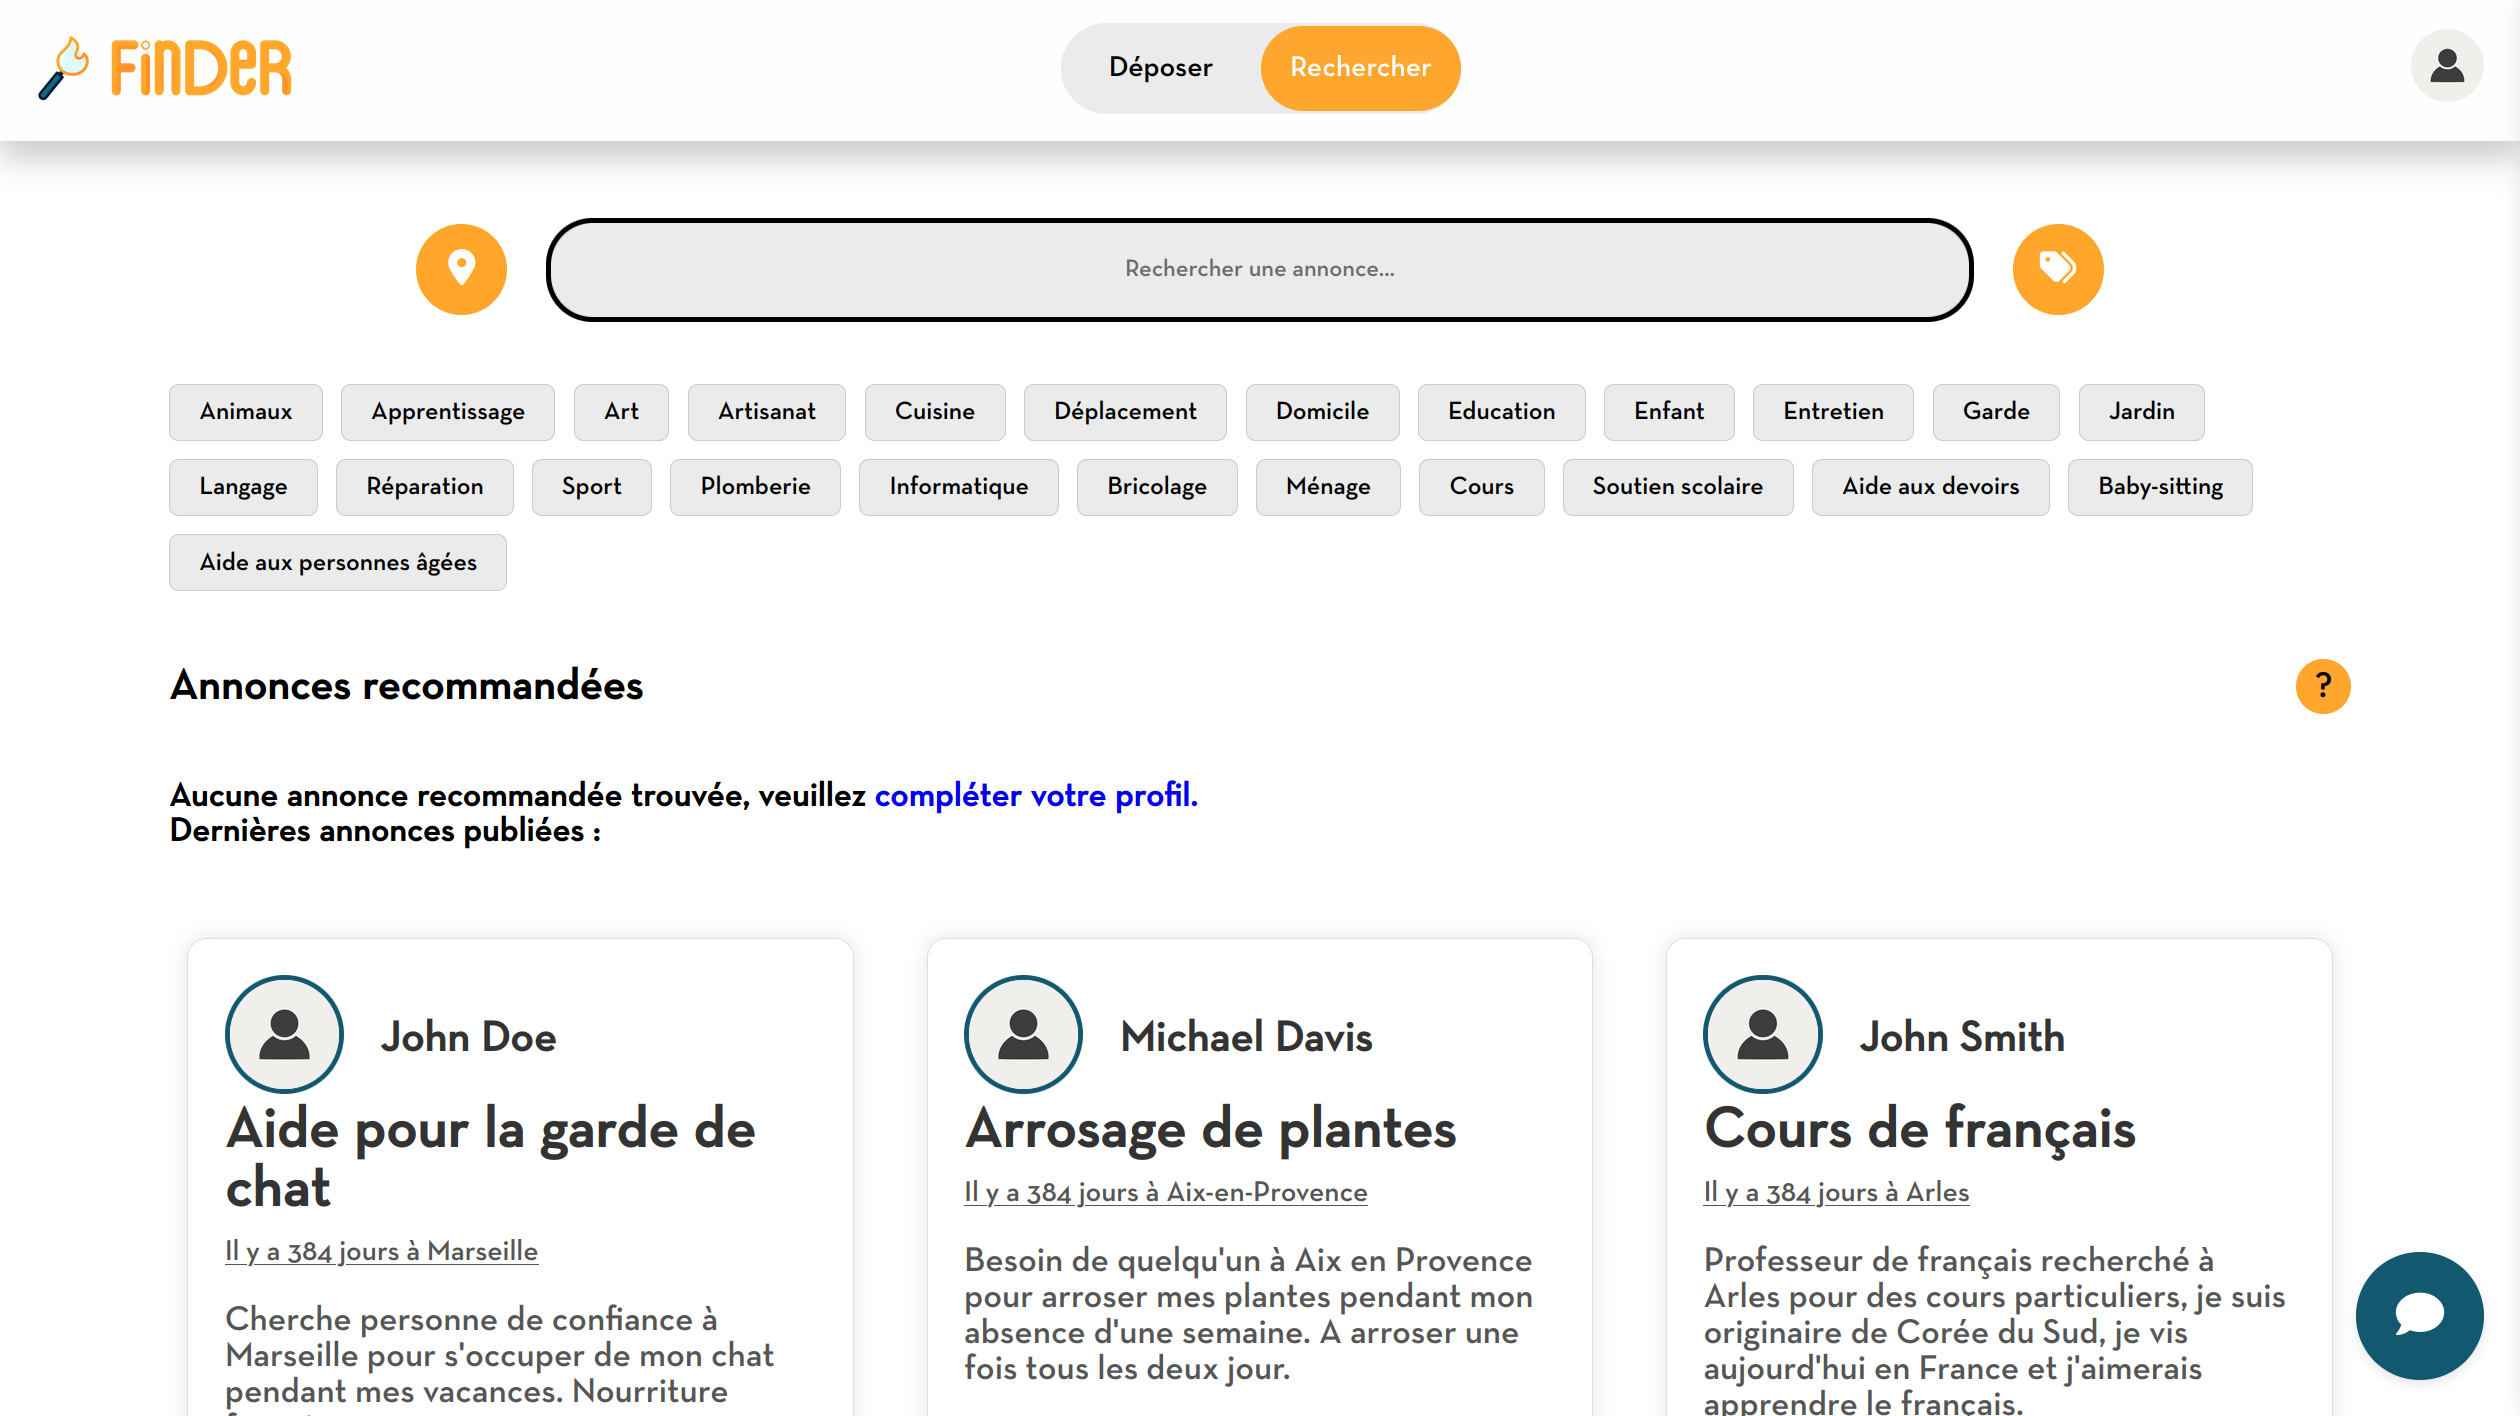 FINDER
Déposer
Rechercher
Rechercher une annonce...
Animaux
Apprentissage
Art
Artisanat
Cuisine
Déplacement
Domicile
Education
Enfant
Entretien
Garde
Jardin
Langage
Réparation
Sport
Plomberie
Informatique
Bricolage
Ménage
Cours
Soutien scolaire
Aide aux devoirs
Baby-sitting
Aide aux personnes âgées
Annonces recommandées
?
Aucune annonce recommandée trouvée, veuillez compléter votre profil.
Dernières annonces publiées :
John Doe
Aide pour la garde de
chat
Il y a 384 jours à Marseille
Cherche personne de confiance à
Marseille pour s'occuper de mon chat
pendant mes vacances. Nourriture
Michael Davis
Arrosage de plantes
Il y a 384 jours à Aix-en-Provence
Besoin de quelqu'un à Aix en Provence
pour arroser mes plantes pendant mon
absence d'une semaine. A arroser une
fois tous les deux jour.
John Smith
Cours de français
Il y a 384 jours à Arles
Professeur de français recherché à
Arles pour des cours particuliers, je suis
originaire de Corée du Sud, je vis
aujourd'hui en France et j'aimerais
apprendre le français.